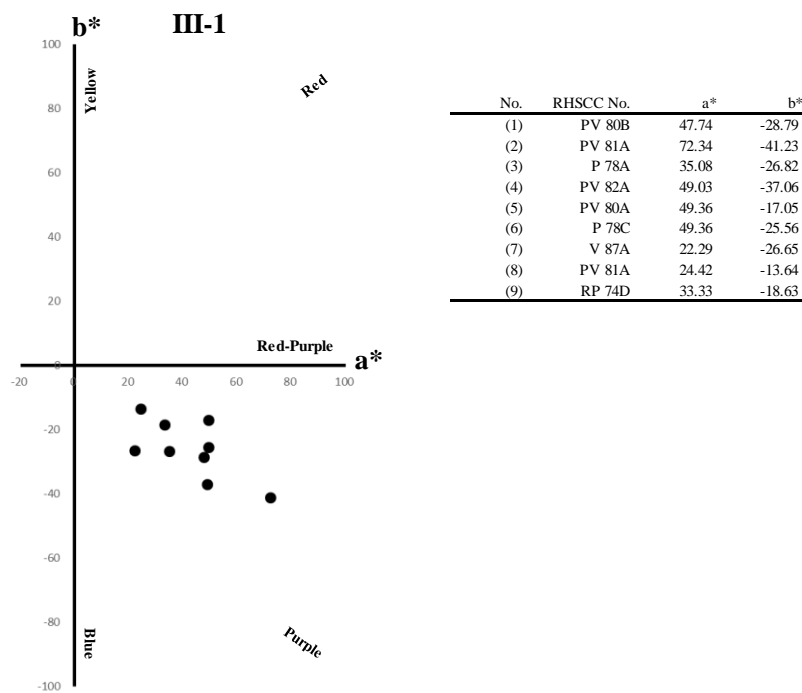 b*
III-1
100
Yellow
Red
80
60
40
20
Red-Purple
a*
0
-20
0
20
40
60
80
100
-20
-40
-60
-80
Blue
Purple
-100
No. RHSCC No. a* b*
(1) PV 80B 47.74 -28.79
(2) PV 81A 72.34 -41.23
(3) P 78A 35.08 -26.82
(4) PV 82A 49.03 -37.06
(5) PV 80A 49.36 -17.05
(6) P 78C 49.36 -25.56
(7) V 87A 22.29 -26.65
(8) PV 81A 24.42 -13.64
(9) RP 74D 33.33 -18.63